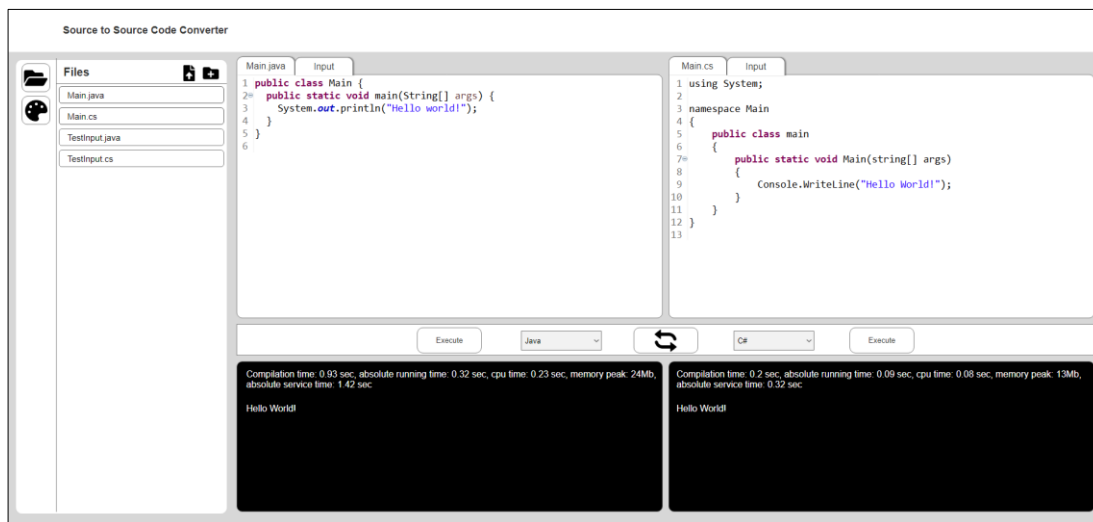 Source to Source Code Converter
Files
Main.java
Main.cs
TestInput.java
TestInput.cs
Main.java
Input
1 public class Main {
2 public static void main(String[] args) {
3 System.out.println("Hello world!");
4 }
5 }
6
Main.cs
Input
1 using System;
2
3 namespace Main
4 {
5 public class main
6 {
7 public static void Main(string[] args)
8 {
9 Console.WriteLine("Hello World!");
10 }
11 }
12 }
13
Execute
Java
C#
Execute
Compilation time: 0.93 sec, absolute running time: 0.32 sec, cpu time: 0.23 sec, memory peak: 24Mb,
absolute service time: 1.42 sec
Hello World!
Compilation time: 0.2 sec, absolute running time: 0.09 sec, cpu time: 0.08 sec, memory peak: 13Mb,
absolute service time: 0.32 sec
Hello World!